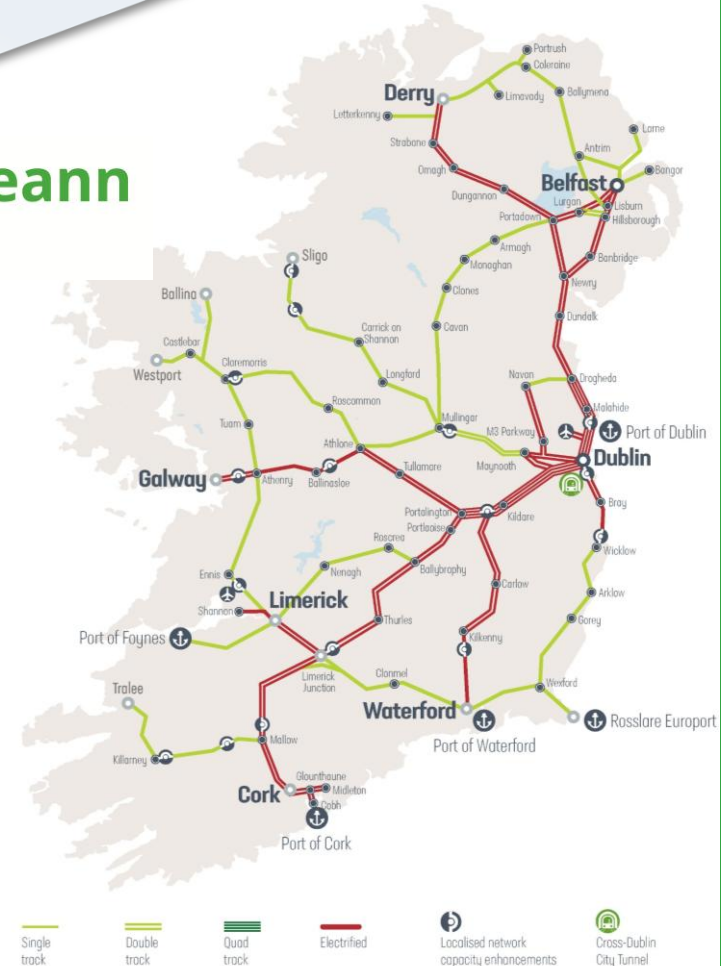 eann
Portrush
Coleraine
Derry
Limavady
Ballymena
Letterkenny
Larne
Strabane
Antrim
Omagh
Bangor
Belfast
Dungannon
Lurgan
Lisburn
Portadown
Hillsborough
Armagh
Sligo
Monaghan
Banbridge
Newry
Ballina
Clones
Dundalk
Carrick on
Shannon
Cavan
Castlebar
Claremorris
Westport
Longford
Navan
Drogheda
Roscommon
Malahide
Tuam
Mullingar
M3 Parkway
Port of Dublin
Athlone
Maynooth
Dublin
Galway
Tullamore
Athenry
Ballinasloe
Portalington
Bray
Kildare
Portlaoise
Roscrea
Wicklow
Ennis
Nenagh
Ballybrophy
Carlow
Arklow
Shannon
Limerick
Gorey
Thurles
Kilkenny
Port of Foynes
Limerick
Junction
Clonmel
Tralee
Wexford
Waterford
Rosslare Europort
Port of Waterford
Mallow
Killarney
Glounthaune
Cork
Midleton
Cobh
Port of Cork
Single
track
Double
track
Quad
track
Electrified
Localised network
capacity enhancements
Cross-Dublin
City Tunnel